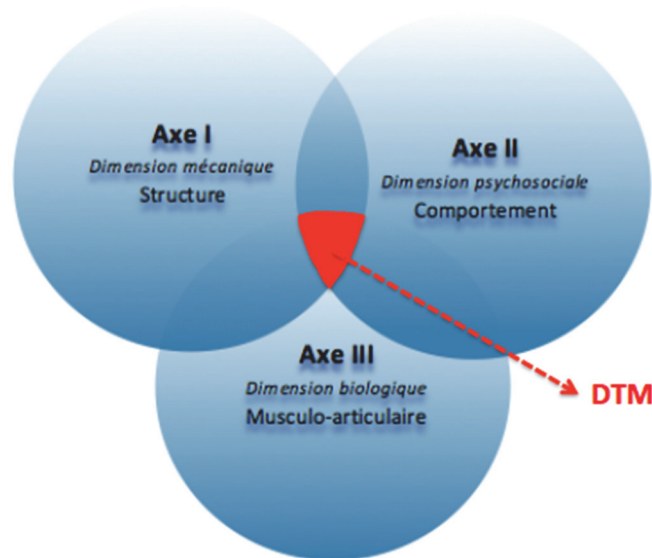 Axe I
Dimension mécanique
Structure
Axe II
Dimension psychosociale
Comportement
Axe III
Dimension biologique
Musculo-articulaire
DTM